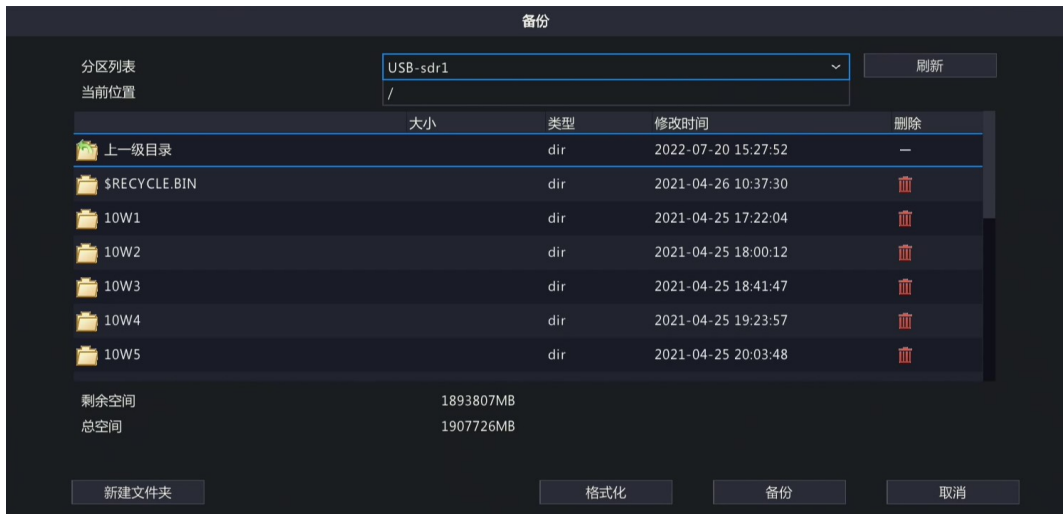 备份
分区列表 USB-sdr1 刷新
当前位置 /
大小 类型 修改时间 删除
上一级目录 dir 2022-07-20 15:27:52 —
$RECYCLE.BIN dir 2021-04-26 10:37:30
10W1 dir 2021-04-25 17:22:04
10W2 dir 2021-04-25 18:00:12
10W3 dir 2021-04-25 18:41:47
10W4 dir 2021-04-25 19:23:57
10W5 dir 2021-04-25 20:03:48
剩余空间 1893807MB
总空间 1907726MB
新建文件夹 格式化 备份 取消